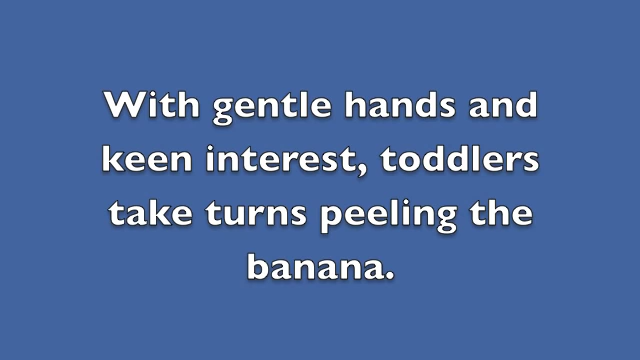 With gentle hands and
keen interest, toddlers
take turns peeling the
banana.